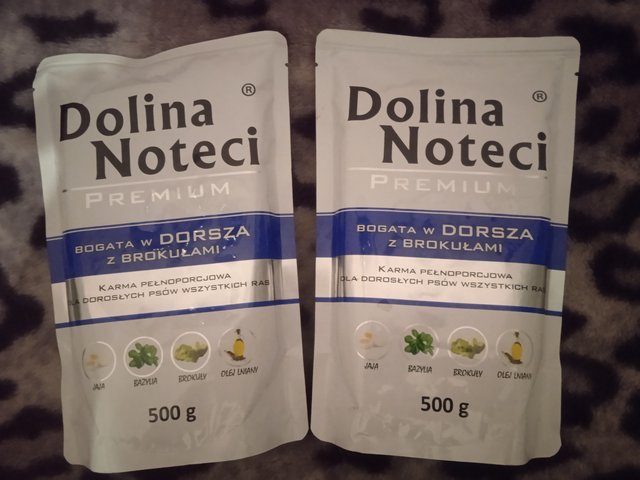 Dolina ®
Noteci
PREMIUM
BOGATA W DORSZA
Z BROKUŁAMI
KARMA PEŁNOPORCJOWA
DLA DOROSŁYCH PSÓW WSZYSTKICH RAS
JAJA BAZYLIA BROKUŁY OLEJ LNIANY
500 g
Dolina ®
Noteci
PREMIUM
BOGATA W DORSZA
Z BROKUŁAMI
KARMA PEŁNOPORCJOWA
DLA DOROSŁYCH PSÓW WSZYSTKICH RAS
JAJA BAZYLIA BROKUŁY OLEJ LNIANY
500 g